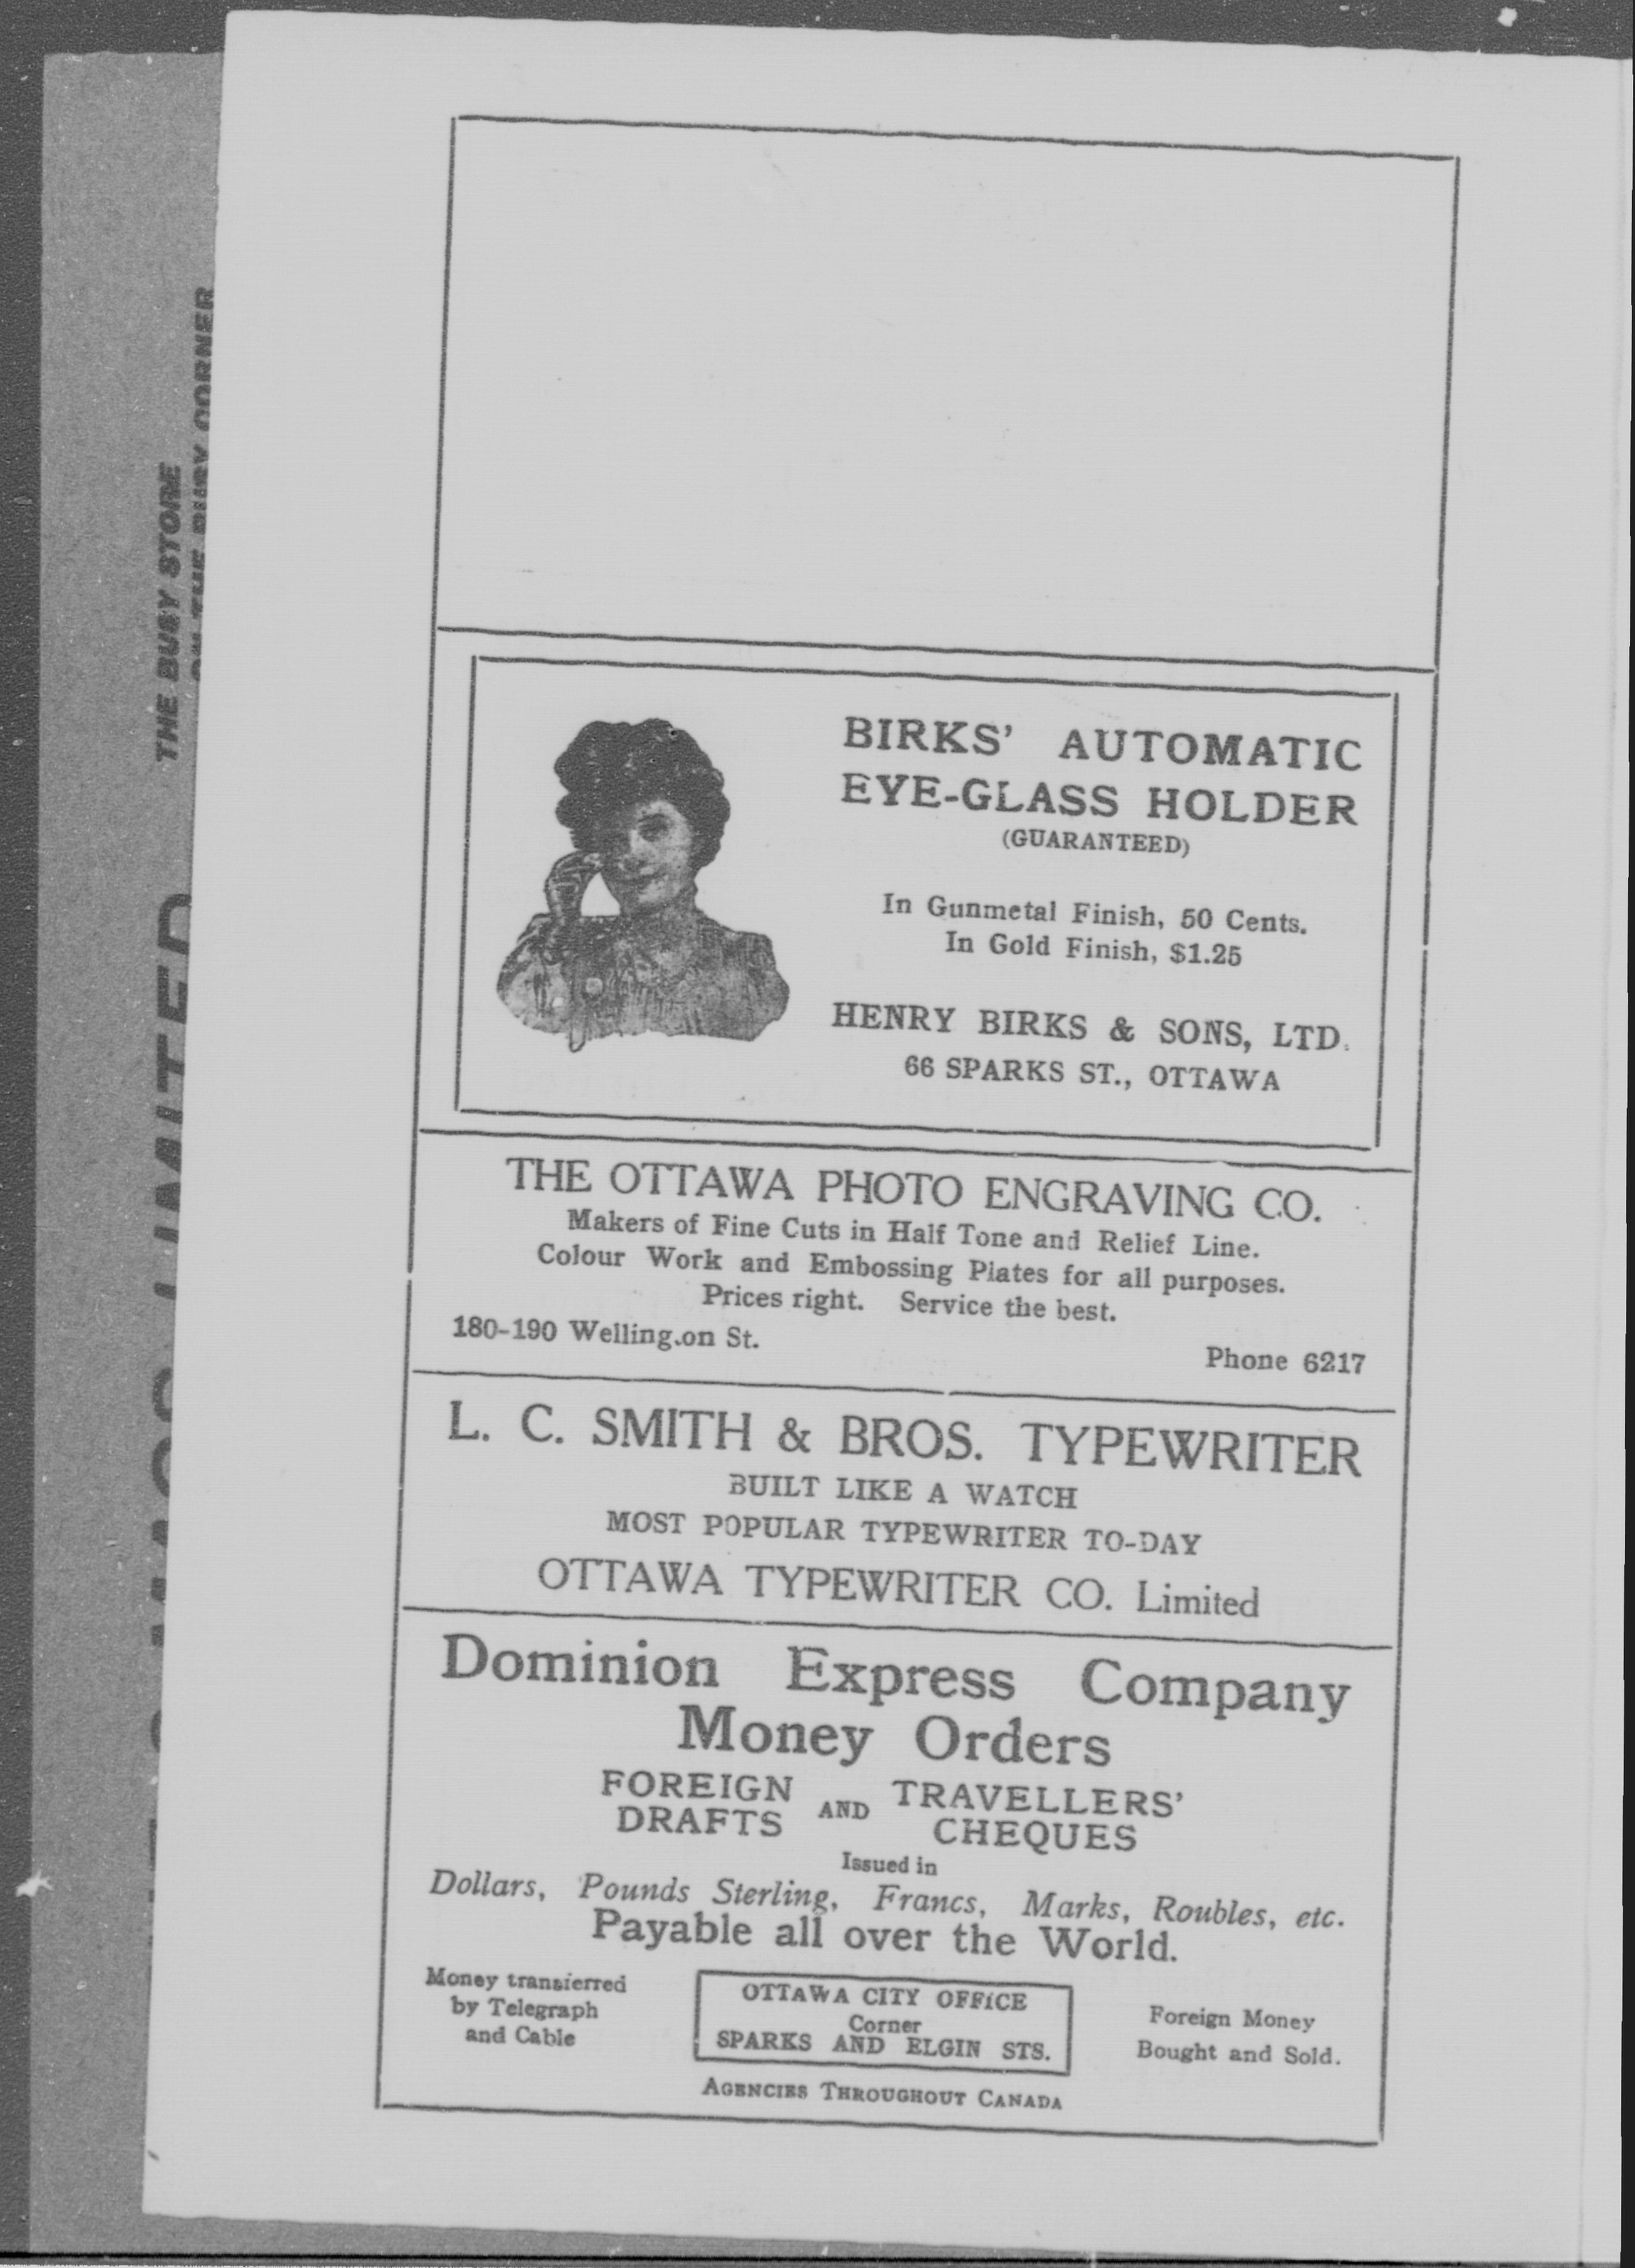 BIRKS' AUTOMATIC
EYE-GLASS HOLDER
(GUARANTEED)
In Gunmetal Finish, 50 Cents.
In Gold Finish, $1.25
HENRY BIRKS & SONS, LTD.
66 SPARKS ST., OTTAWA
THE OTTAWA PHOTO ENGRAVING CO.
Makers of Fine Cuts in Half Tone and Relief Line.
Colour Work and Embossing Plates for all purposes.
Prices right. Service the best.
180-190 Welling.on St.
Phone 6217
L. C. SMITH & BROS. TYPEWRITER
BUILT LIKE A WATCH
MOST POPULAR TYPEWRITER TO-DAY
OTTAWA TYPEWRITER CO. Limited
Dominion Express Company
Money Orders
FOREIGN DRAFTS AND TRAVELLERS' CHEQUES
Issued in
Dollars, Pounds Sterling, Francs, Marks, Roubles, etc.
Payable all over the World.
Money transferred
by Telegraph
and Cable
OTTAWA CITY OFFICE
Corner
SPARKS AND ELGIN STS.
Foreign Money
Bought and Sold.
AGENCIES THROUGHOUT CANADA
THE BUSY STORE
THE BUSY CORNER
LIMITED